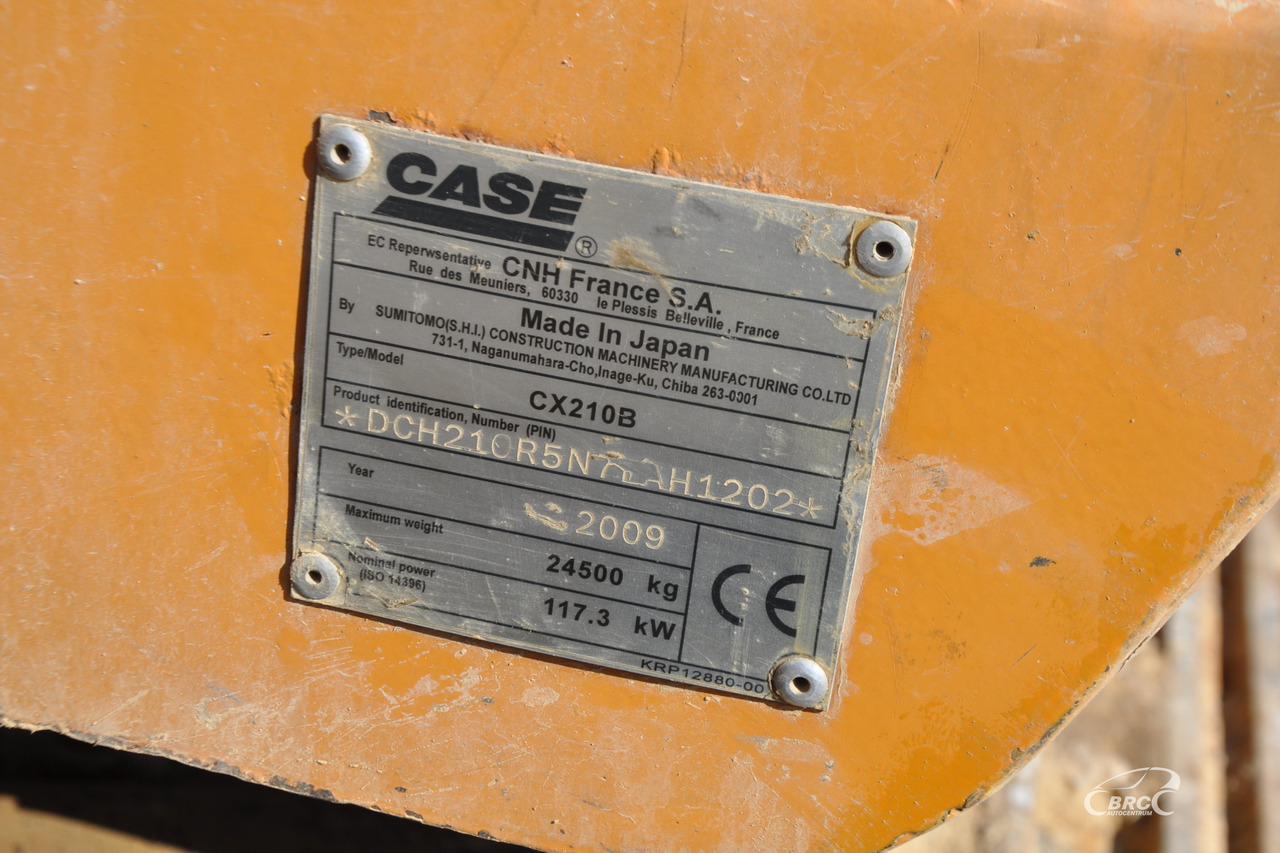 CASE®
EC Reperwsentative CNH France S.A.
Rue des Meuniers, 60330 le Plessis Belleville, France
Made In Japan
By SUMITOMO(S.H.I.) CONSTRUCTION MACHINERY MANUFACTURING CO.LTD
731-1, Naganumahara-Cho,Inage-Ku, Chiba 263-0001
Type/Model
CX210B
Product identification, Number (PIN)
Year 2009
Maximum weight 24500 kg
Nominal power 117.3 kW
(ISO 14396)
CE
KRP12880-00
BRC
AUTOCENTRUM